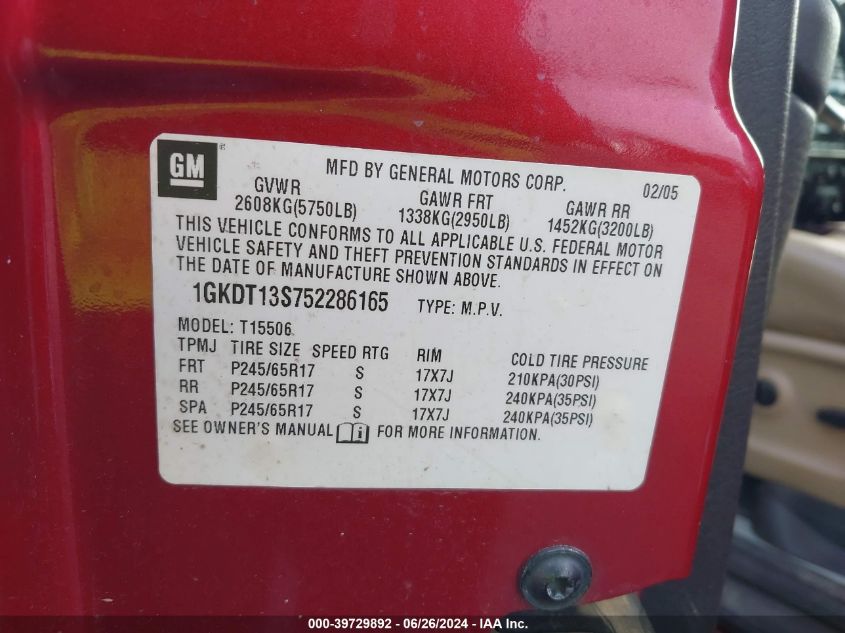 GM
MFD BY GENERAL MOTORS CORP. 02/05
GVWR GAWR FRT GAWR RR
2608KG(5750LB) 1338KG(2950LB) 1452KG(3200LB)
THIS VEHICLE CONFORMS TO ALL APPLICABLE U.S. FEDERAL MOTOR
VEHICLE SAFETY AND THEFT PREVENTION STANDARDS IN EFFECT ON
THE DATE OF MANUFACTURE SHOWN ABOVE.
1GKDT13S752286165 TYPE: M.P.V.
MODEL: T15506
TPMJ TIRE SIZE SPEED RTG RIM COLD TIRE PRESSURE
FRT P245/65R17 S 17X7J 210KPA(30PSI)
RR P245/65R17 S 17X7J 240KPA(35PSI)
SPA P245/65R17 S 17X7J 240KPA(35PSI)
SEE OWNER'S MANUAL i FOR MORE INFORMATION.
000-39729892 / 06/26/2024 - IAA Inc.